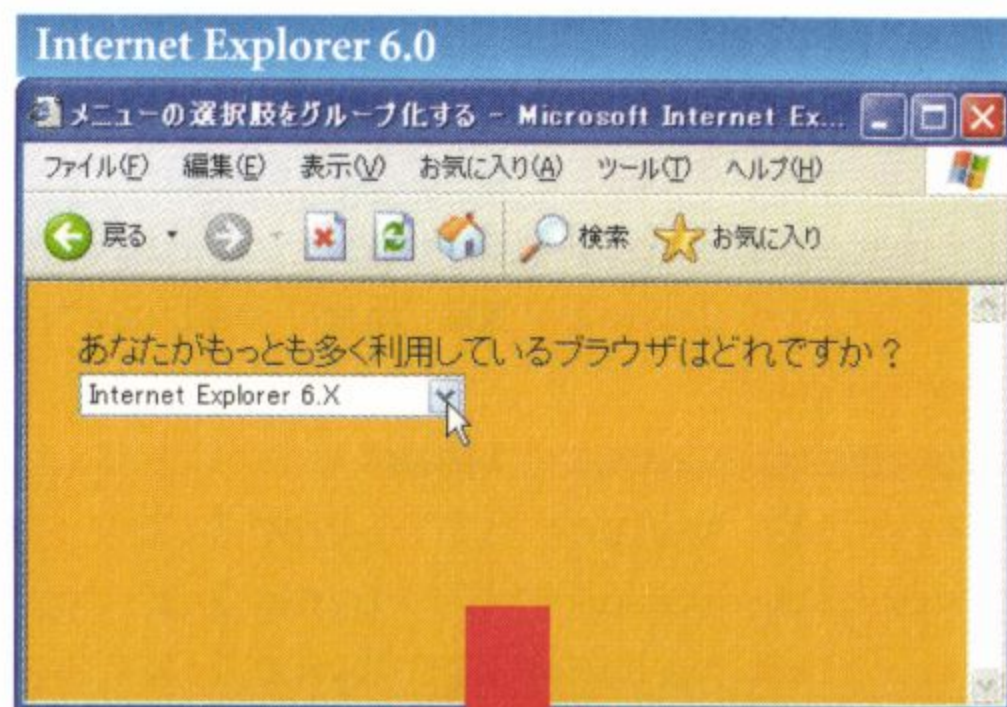 Internet Explorer 6.0
メニューの選択肢をグループ化する - Microsoft Internet Ex...
ファイル(F) 編集(E) 表示(V) お気に入り(A) ツール(T) ヘルプ(H)
戻る 検索 お気に入り
あなたがもっとも多く利用しているブラウザはどれですか？
Internet Explorer 6.X